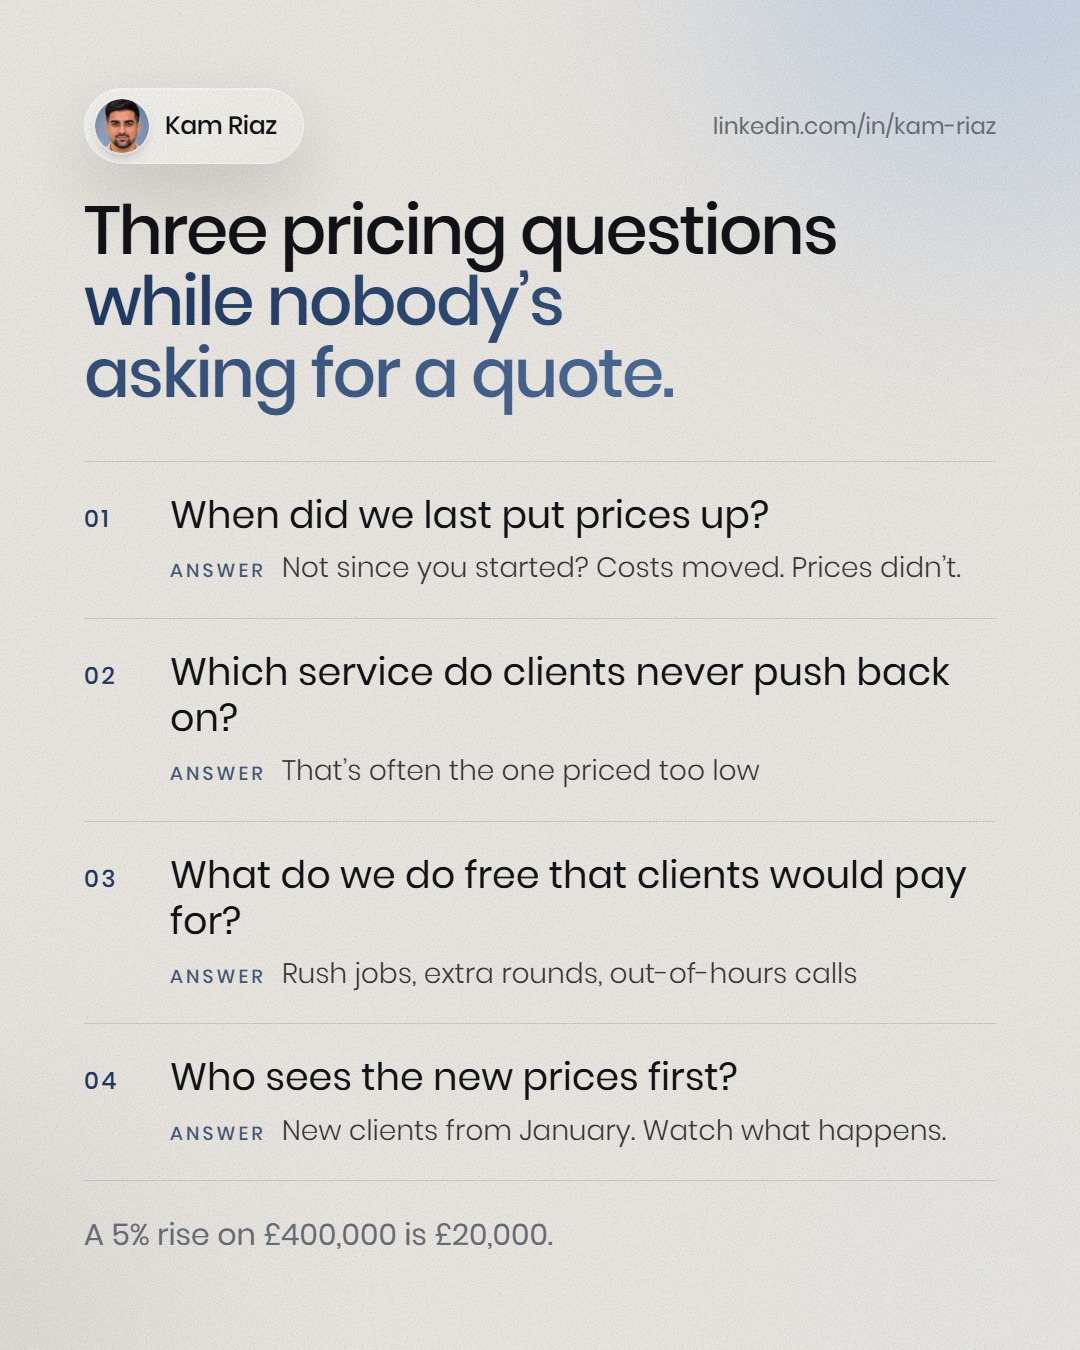 Kam Riaz
linkedin.com/in/kam-riaz
Three pricing questions
while nobody’s
asking for a quote.
01 When did we last put prices up?
ANSWER Not since you started? Costs moved. Prices didn’t.
02 Which service do clients never push back
on?
ANSWER That’s often the one priced too low
03 What do we do free that clients would pay
for?
ANSWER Rush jobs, extra rounds, out-of-hours calls
04 Who sees the new prices first?
ANSWER New clients from January. Watch what happens.
A 5% rise on £400,000 is £20,000.